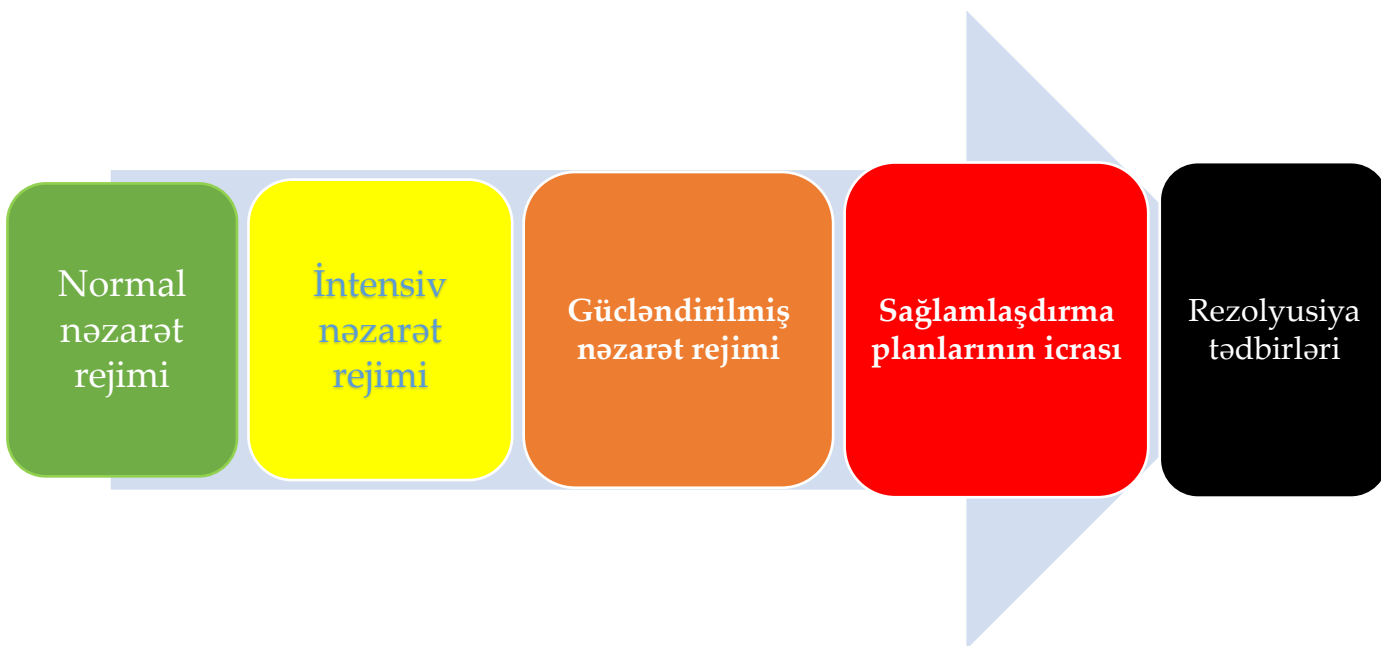 Normal
nəzarət
rejimi
İntensiv
nəzarət
rejimi
Gücləndirilmiş
nəzarət rejimi
Sağlamlaşdırma
planlarının icrası
Rezolyusiya
tədbirləri